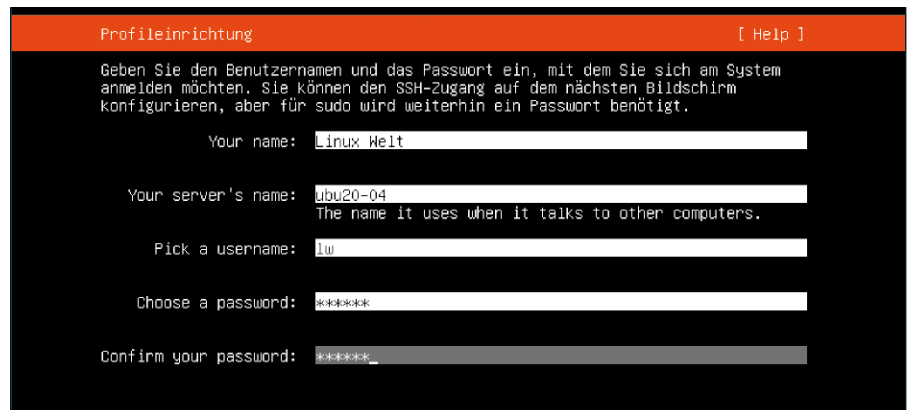 Profileinrichtung [ Help ]
Geben Sie den Benutzernamen und das Passwort ein, mit dem Sie sich am System
anmelden möchten. Sie können den SSH-Zugang auf dem nächsten Bildschirm
konfigurieren, aber für sudo wird weiterhin ein Passwort benötigt.
Your name: Linux Welt
Your server's name: ubu20-04
The name it uses when it talks to other computers.
Pick a username: lw
Choose a password: ******
Confirm your password: ******_